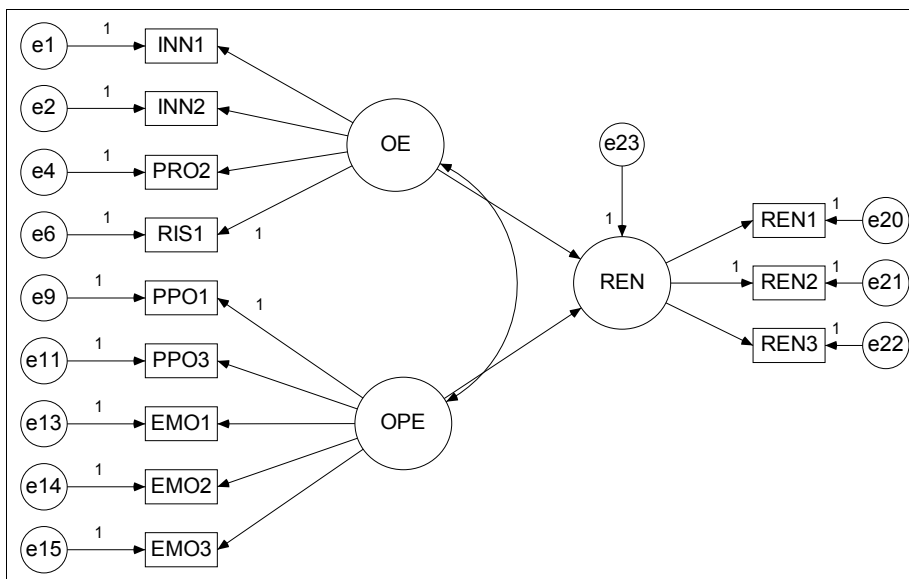 e1 1 INN1
e2 1 INN2
OE
e23
e4 1 PRO2
1
REN1 1 e20
e6 1 RIS1 1
REN 1 REN2 1 e21
e9 1 PPO1 1
REN3 1 e22
e11 1 PPO3
e13 1 EMO1
OPE
e14 1 EMO2
e15 1 EMO3